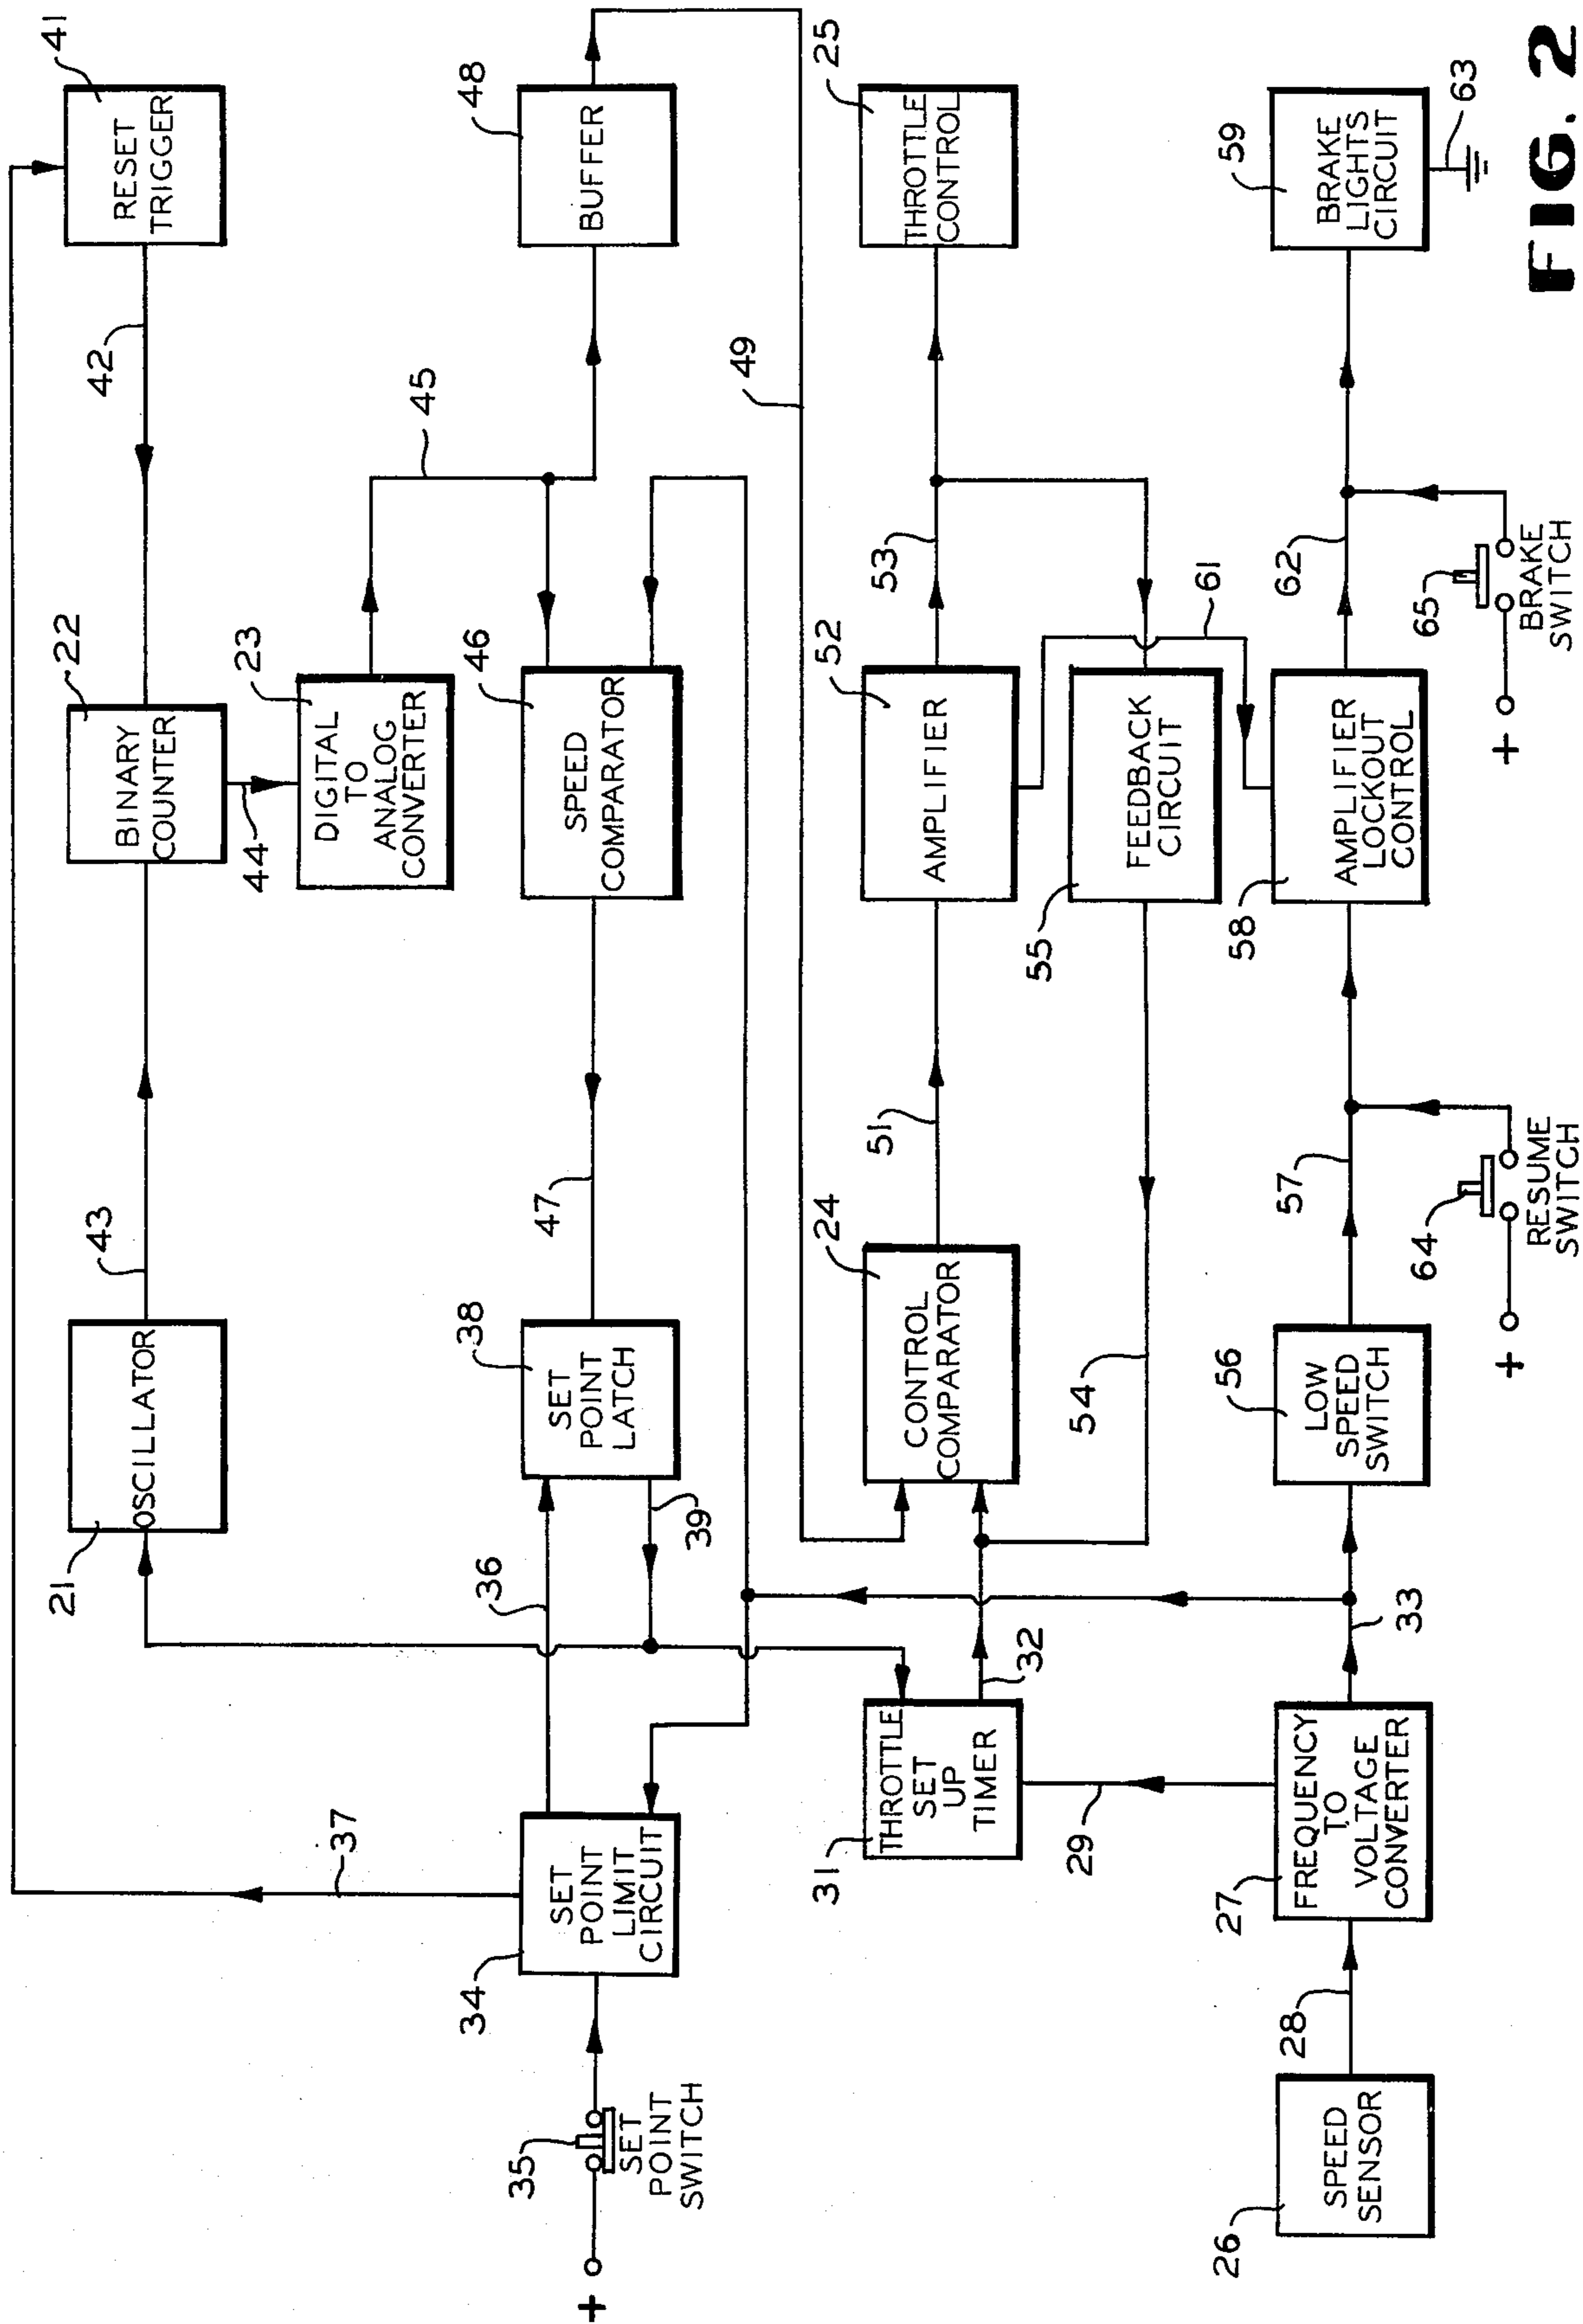 41
RESET
TRIGGER
42
22
BINARY
COUNTER
43
OSCILLATOR
21
37
44
23
DIGITAL
TO
ANALOG
CONVERTER
45
48
BUFFER
46
SPEED
COMPARATOR
47
38
SET
POINT
LATCH
36
39
34
SET
POINT
LIMIT
CIRCUIT
35
SET
POINT
SWITCH
+
49
25
THROTTLE
CONTROL
53
52
AMPLIFIER
51
24
CONTROL
COMPARATOR
32
31
THROTTLE
SET
UP
TIMER
61
55
FEEDBACK
CIRCUIT
54
29
59
BRAKE
LIGHTS
CIRCUIT
63
62
58
AMPLIFIER
LOCKOUT
CONTROL
57
56
LOW
SPEED
SWITCH
33
27
FREQUENCY
TO
VOLTAGE
CONVERTER
28
26
SPEED
SENSOR
65
BRAKE
SWITCH
+
64
RESUME
SWITCH
+
FIG. 2